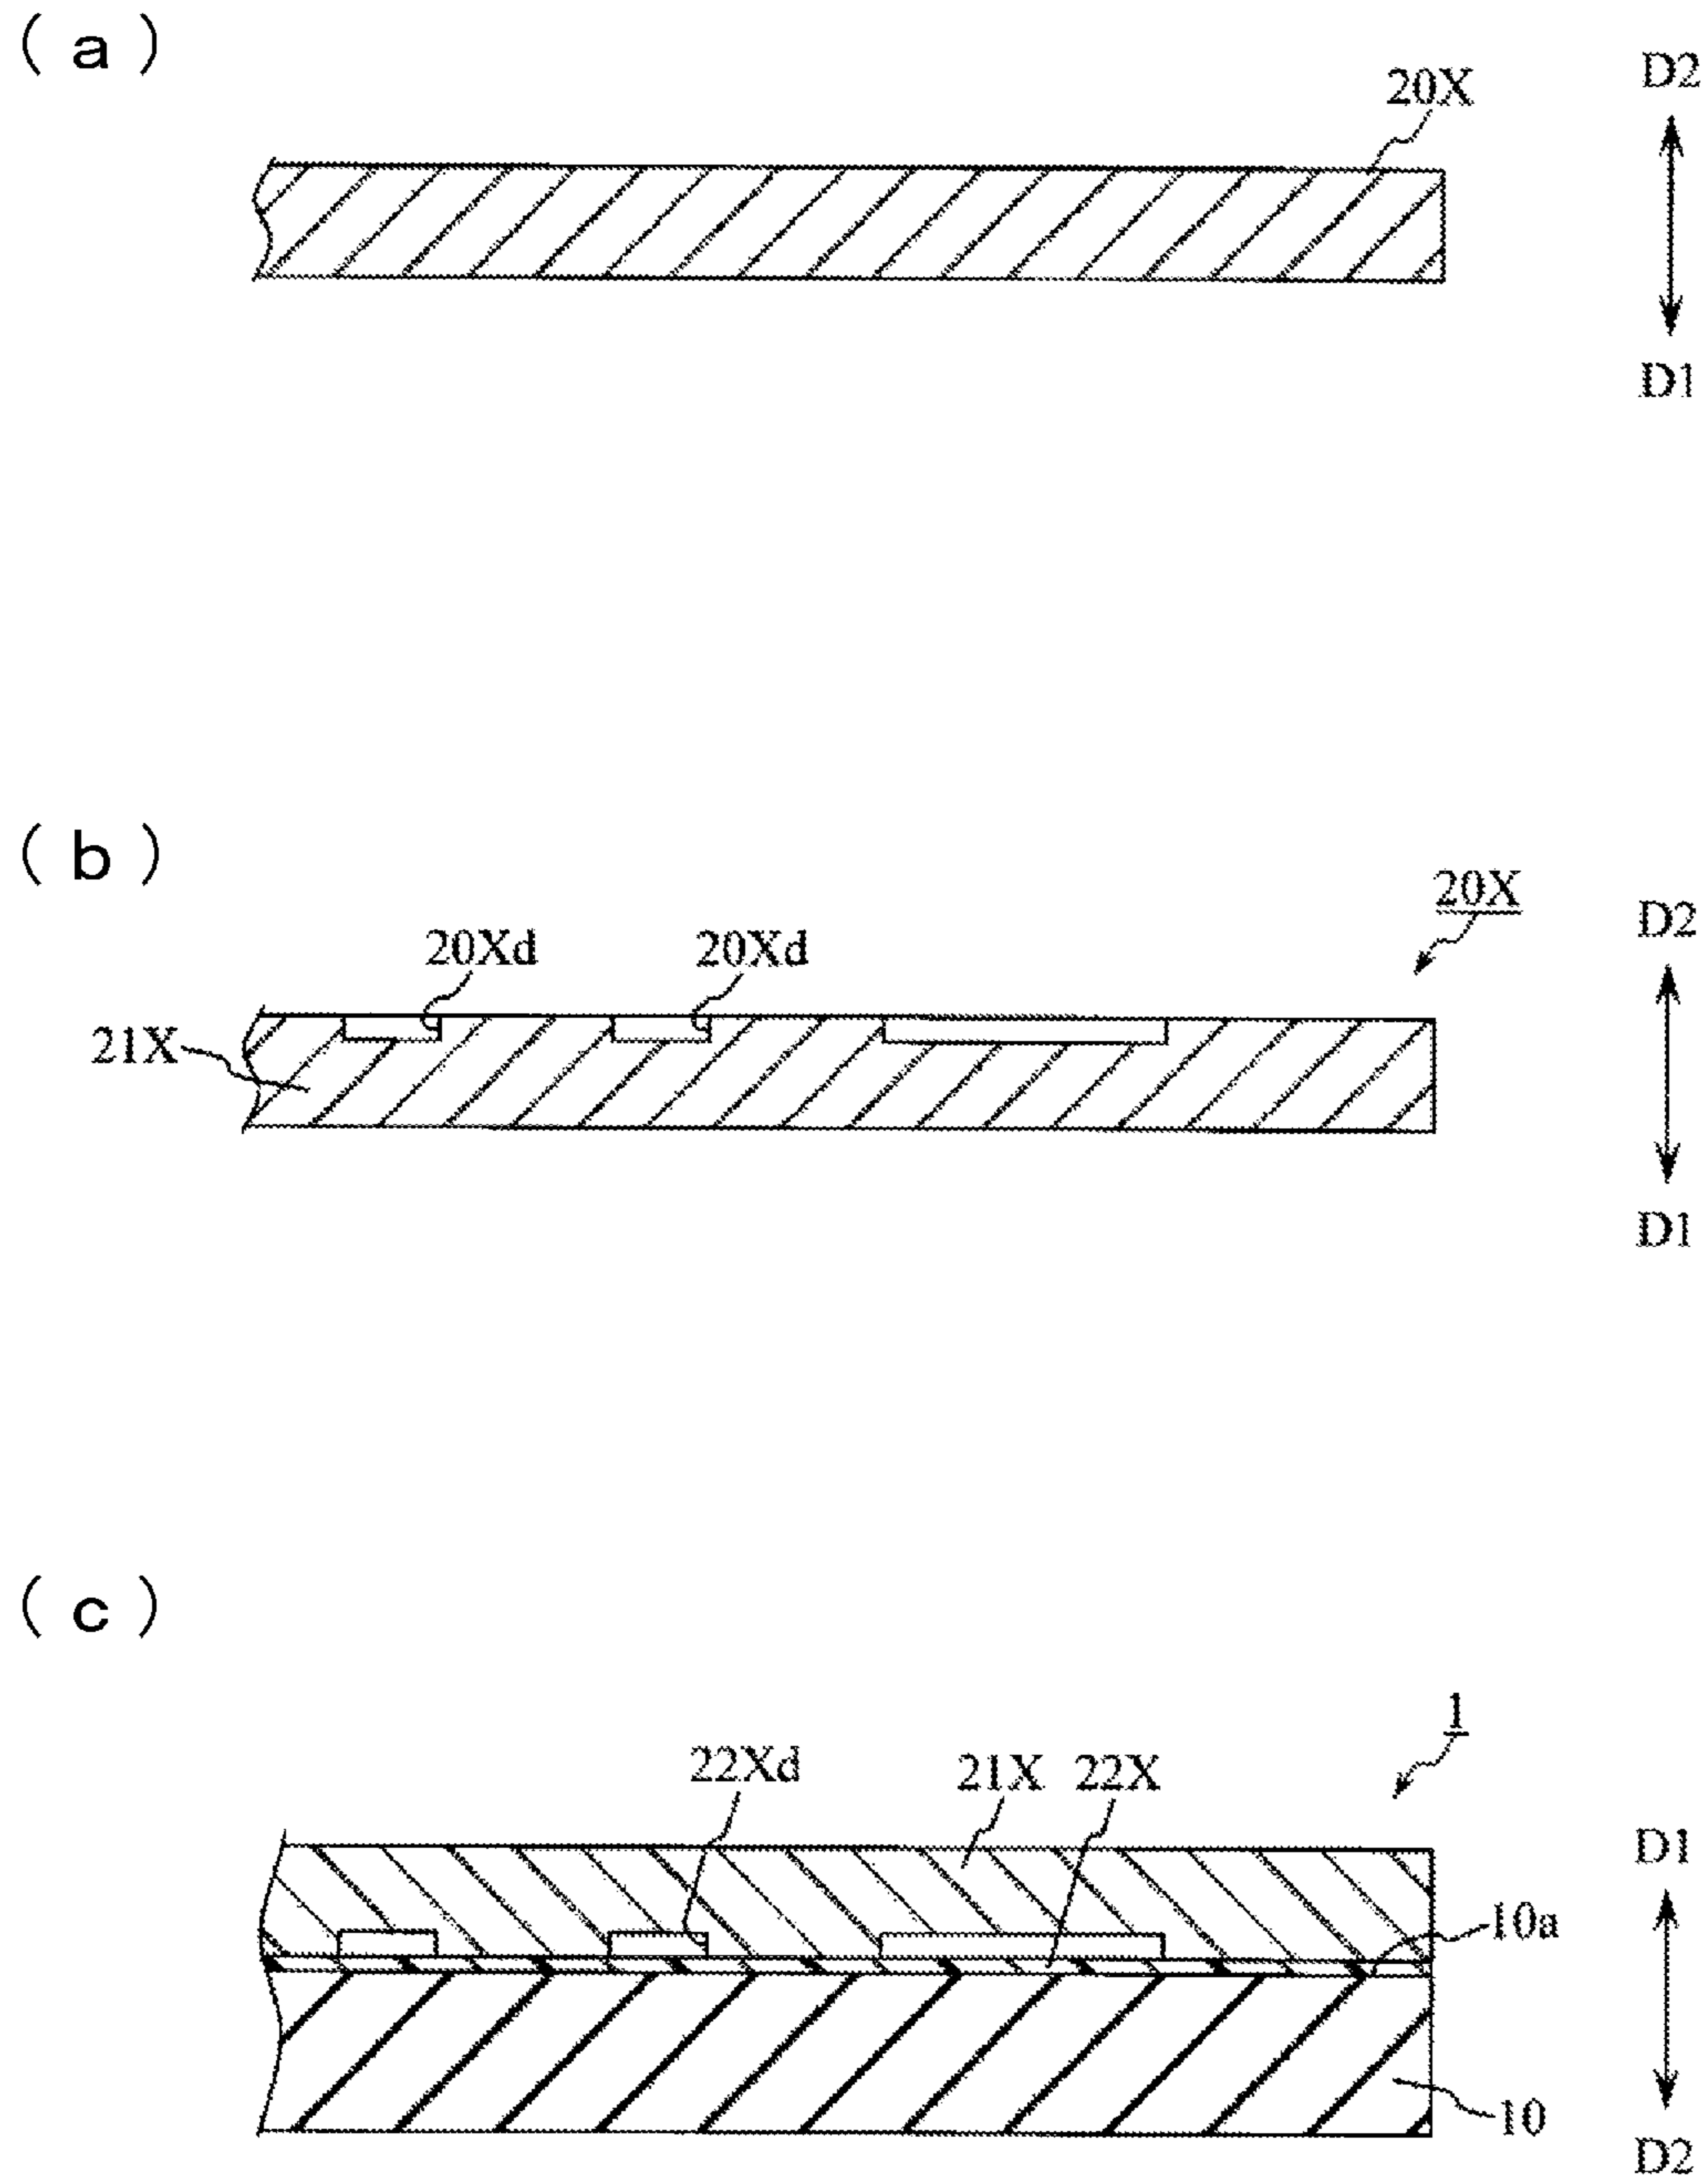 ( a )
20X
D2
D1
( b )
20X
D2
20Xd
20Xd
21X
D1
( c )
1
22Xd
21X
22X
D1
10a
10
D2